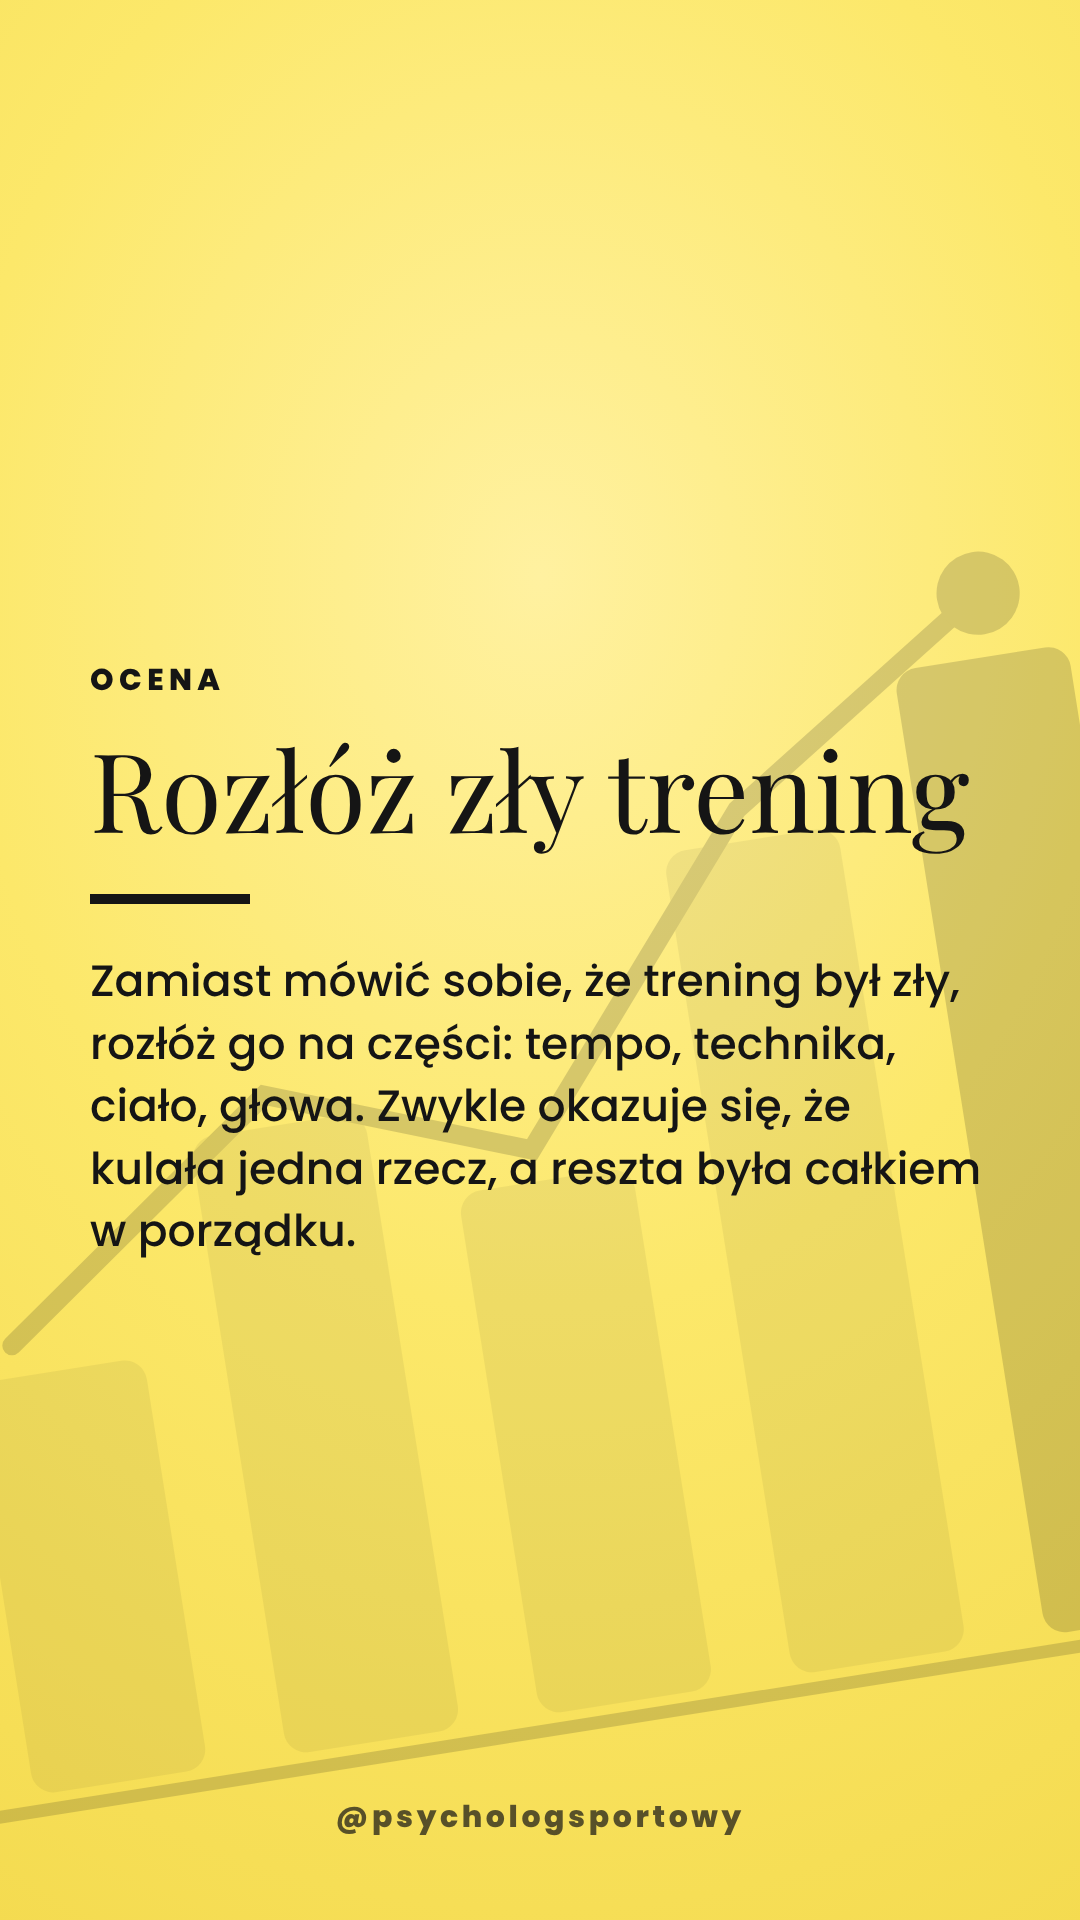 OCENA
Rozłóż zły trening
Zamiast mówić sobie, że trening był zły,
rozłóż go na części: tempo, technika,
ciało, głowa. Zwykle okazuje się, że
kulała jedna rzecz, a reszta była całkiem
w porządku.
@psychologsportowy